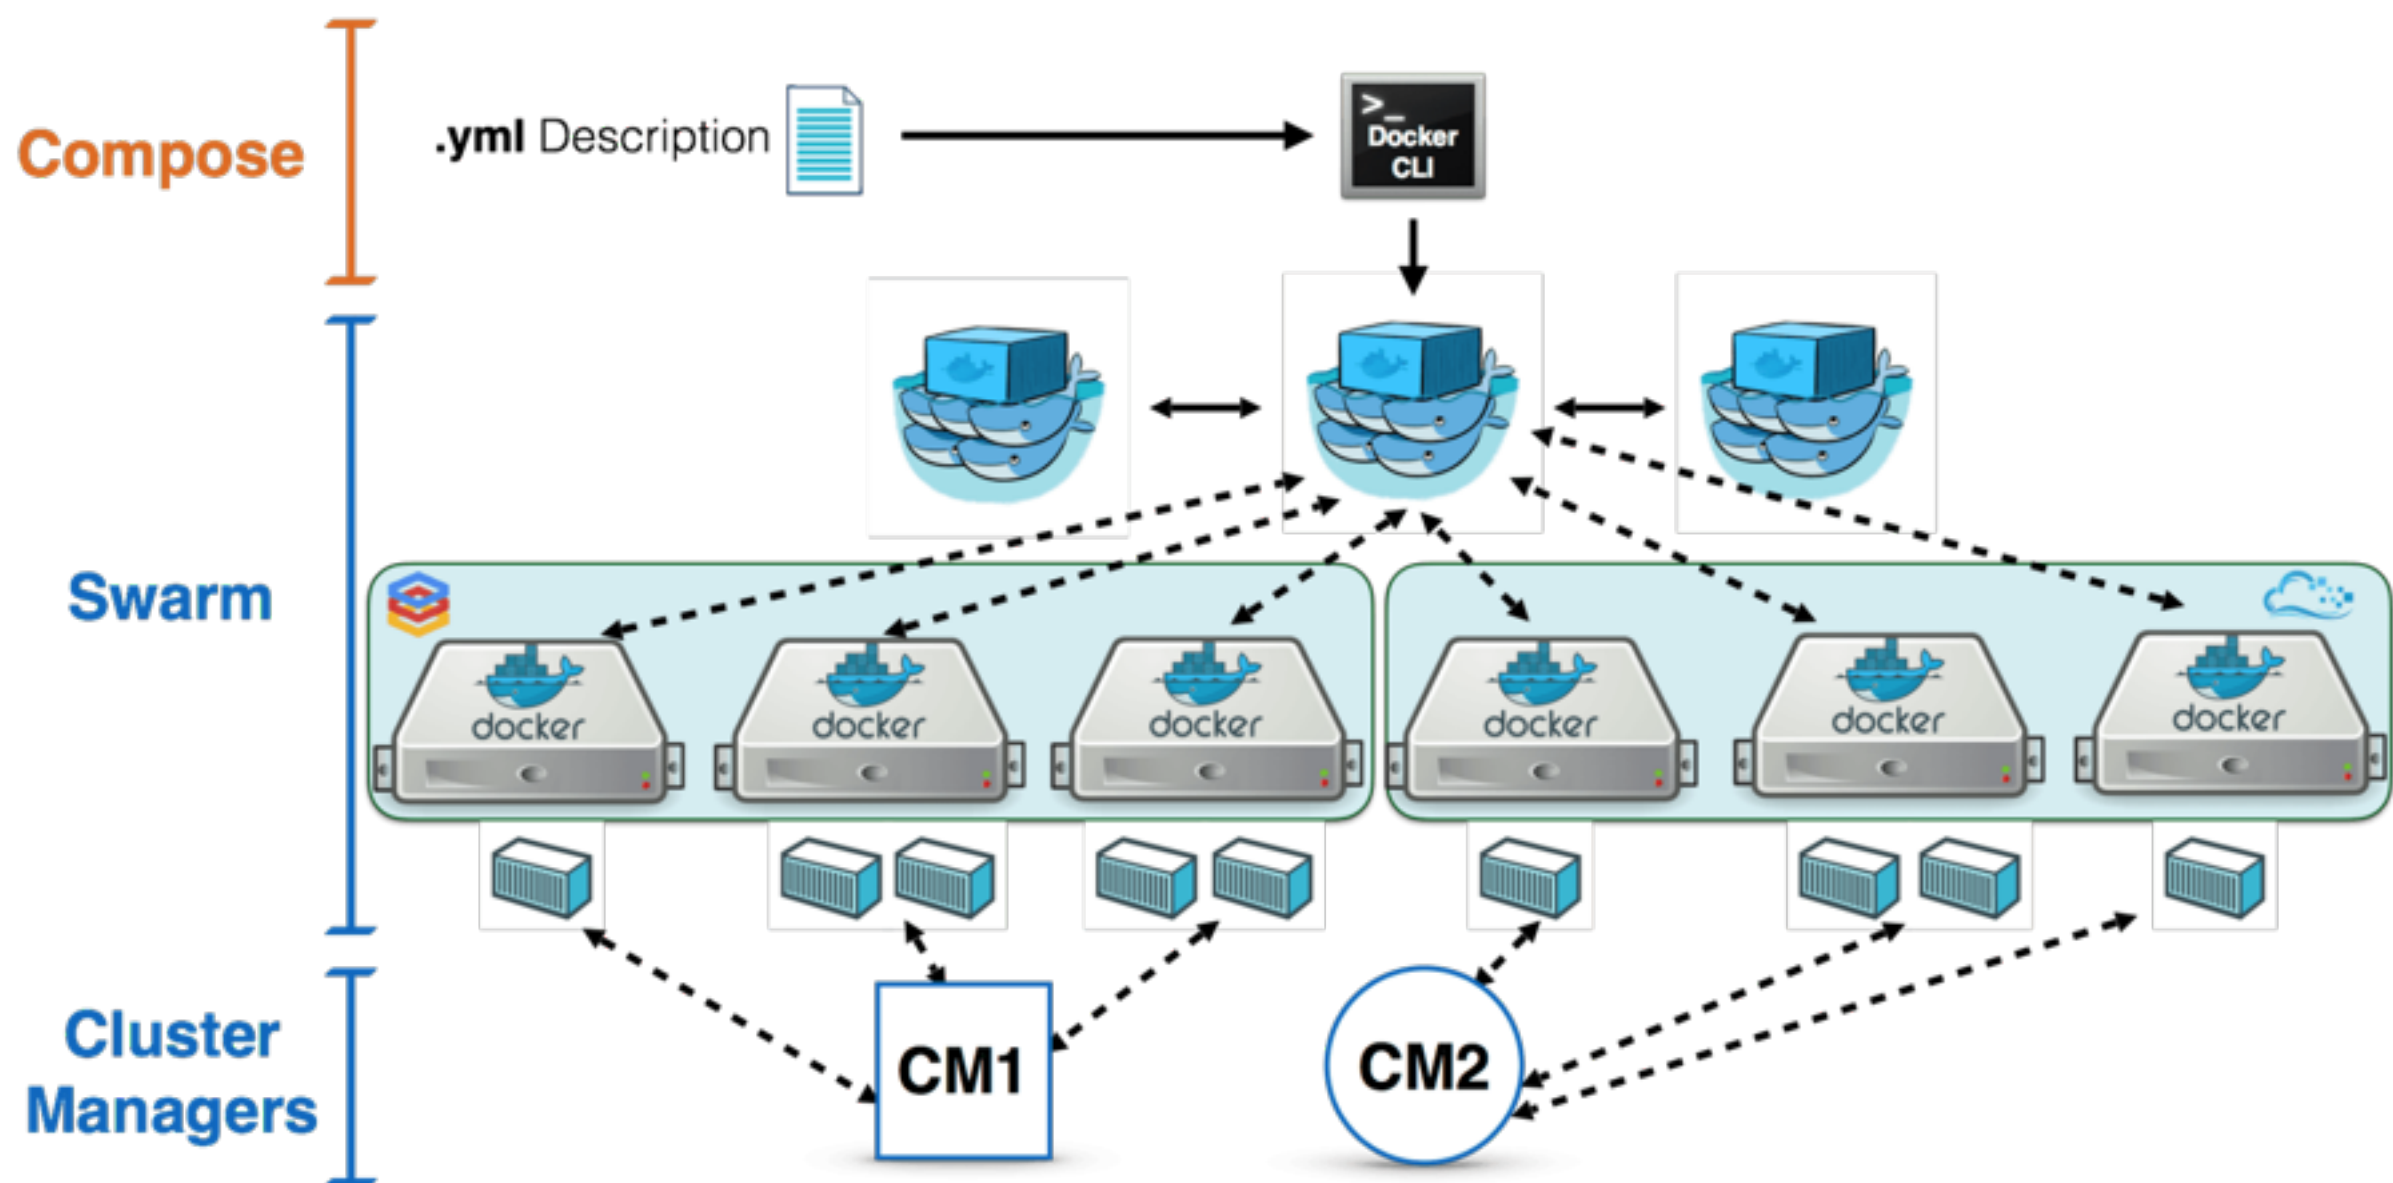 Compose
.yml Description
>_
Docker
CLI
Swarm
docker
docker
docker
docker
docker
docker
Cluster
Managers
CM1
CM2